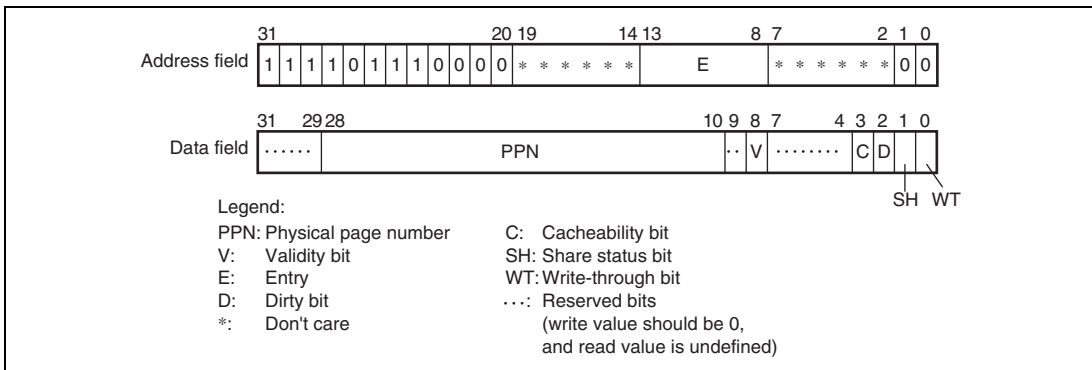 31 20 19 14 13 8 7 2 1 0
Address field 1 1 1 1 0 1 1 1 0 0 0 0 * * * * * * E * * * * * * 0 0
31 29 28 10 9 8 7 4 3 2 1 0
Data field ······ PPN ·· V ········ C D
SH WT
Legend:
PPN: Physical page number C: Cacheability bit
V: Validity bit SH: Share status bit
E: Entry WT: Write-through bit
D: Dirty bit ···: Reserved bits
*: Don't care (write value should be 0,
and read value is undefined)